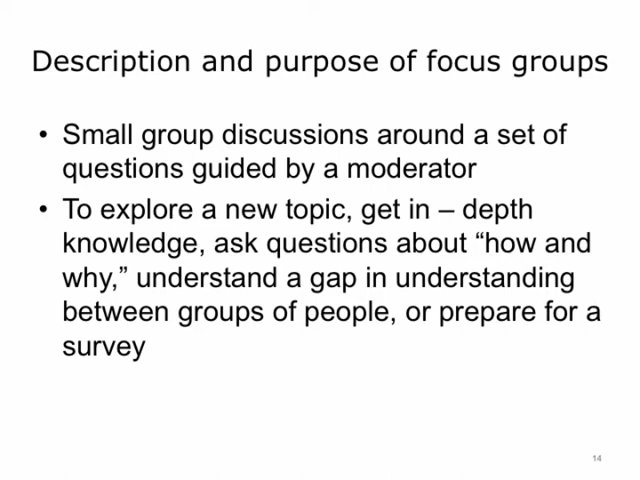 Description and purpose of focus groups
• Small group discussions around a set of
questions guided by a moderator
• To explore a new topic, get in – depth
knowledge, ask questions about “how and
why,” understand a gap in understanding
between groups of people, or prepare for a
survey
14